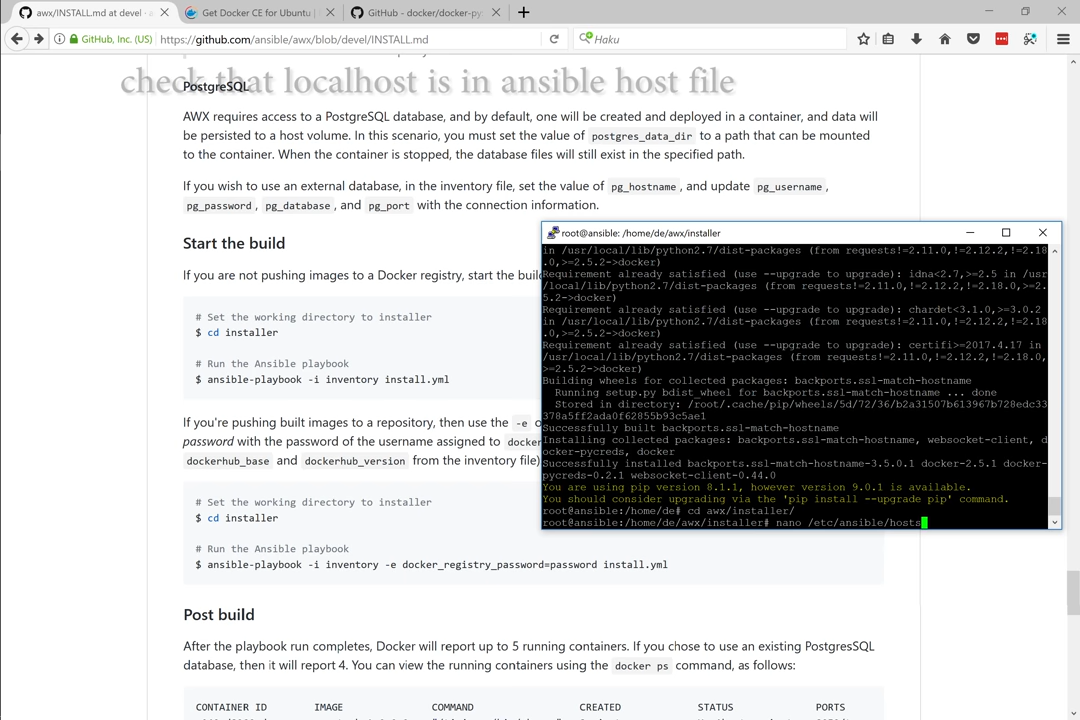 awx/INSTALL.md at devel · a
Get Docker CE for Ubuntu |
GitHub - docker/docker-py
GitHub, Inc. (US)
https://github.com/ansible/awx/blob/devel/INSTALL.md
Haku
check that localhost is in ansible host file
PostgreSQL
AWX requires access to a PostgreSQL database, and by default, one will be created and deployed in a container, and data will
be persisted to a host volume. In this scenario, you must set the value of postgres_data_dir to a path that can be mounted
to the container. When the container is stopped, the database files will still exist in the specified path.
If you wish to use an external database, in the inventory file, set the value of pg_hostname , and update pg_username ,
pg_password , pg_database , and pg_port with the connection information.
Start the build
If you are not pushing images to a Docker registry, start the buil
# Set the working directory to installer
$ cd installer
# Run the Ansible playbook
$ ansible-playbook -i inventory install.yml
If you're pushing built images to a repository, then use the -e o
password with the password of the username assigned to docker
dockerhub_base and dockerhub_version from the inventory file)
# Set the working directory to installer
$ cd installer
# Run the Ansible playbook
$ ansible-playbook -i inventory -e docker_registry_password=password install.yml
Post build
After the playbook run completes, Docker will report up to 5 running containers. If you chose to use an existing PostgresSQL
database, then it will report 4. You can view the running containers using the docker ps command, as follows:
CONTAINER ID IMAGE COMMAND CREATED STATUS PORTS
root@ansible: /home/de/awx/installer
in /usr/local/lib/python2.7/dist-packages (from requests!=2.11.0,!=2.12.2,!=2.18
.0,>=2.5.2->docker)
Requirement already satisfied (use --upgrade to upgrade): idna<2.7,>=2.5 in /usr
/local/lib/python2.7/dist-packages (from requests!=2.11.0,!=2.12.2,!=2.18.0,>=2.
5.2->docker)
Requirement already satisfied (use --upgrade to upgrade): chardet<3.1.0,>=3.0.2
in /usr/local/lib/python2.7/dist-packages (from requests!=2.11.0,!=2.12.2,!=2.18
.0,>=2.5.2->docker)
Requirement already satisfied (use --upgrade to upgrade): certifi>=2017.4.17 in
/usr/local/lib/python2.7/dist-packages (from requests!=2.11.0,!=2.12.2,!=2.18.0,
>=2.5.2->docker)
Building wheels for collected packages: backports.ssl-match-hostname
Running setup.py bdist_wheel for backports.ssl-match-hostname ... done
Stored in directory: /root/.cache/pip/wheels/5d/72/36/b2a31507b613967b728edc33
378a5ff2ada0f62855b93c5ae1
Successfully built backports.ssl-match-hostname
Installing collected packages: backports.ssl-match-hostname, websocket-client, d
ocker-pycreds, docker
Successfully installed backports.ssl-match-hostname-3.5.0.1 docker-2.5.1 docker-
pycreds-0.2.1 websocket-client-0.44.0
You are using pip version 8.1.1, however version 9.0.1 is available.
You should consider upgrading via the 'pip install --upgrade pip' command.
root@ansible:/home/de# cd awx/installer/
root@ansible:/home/de/awx/installer# nano /etc/ansible/hosts